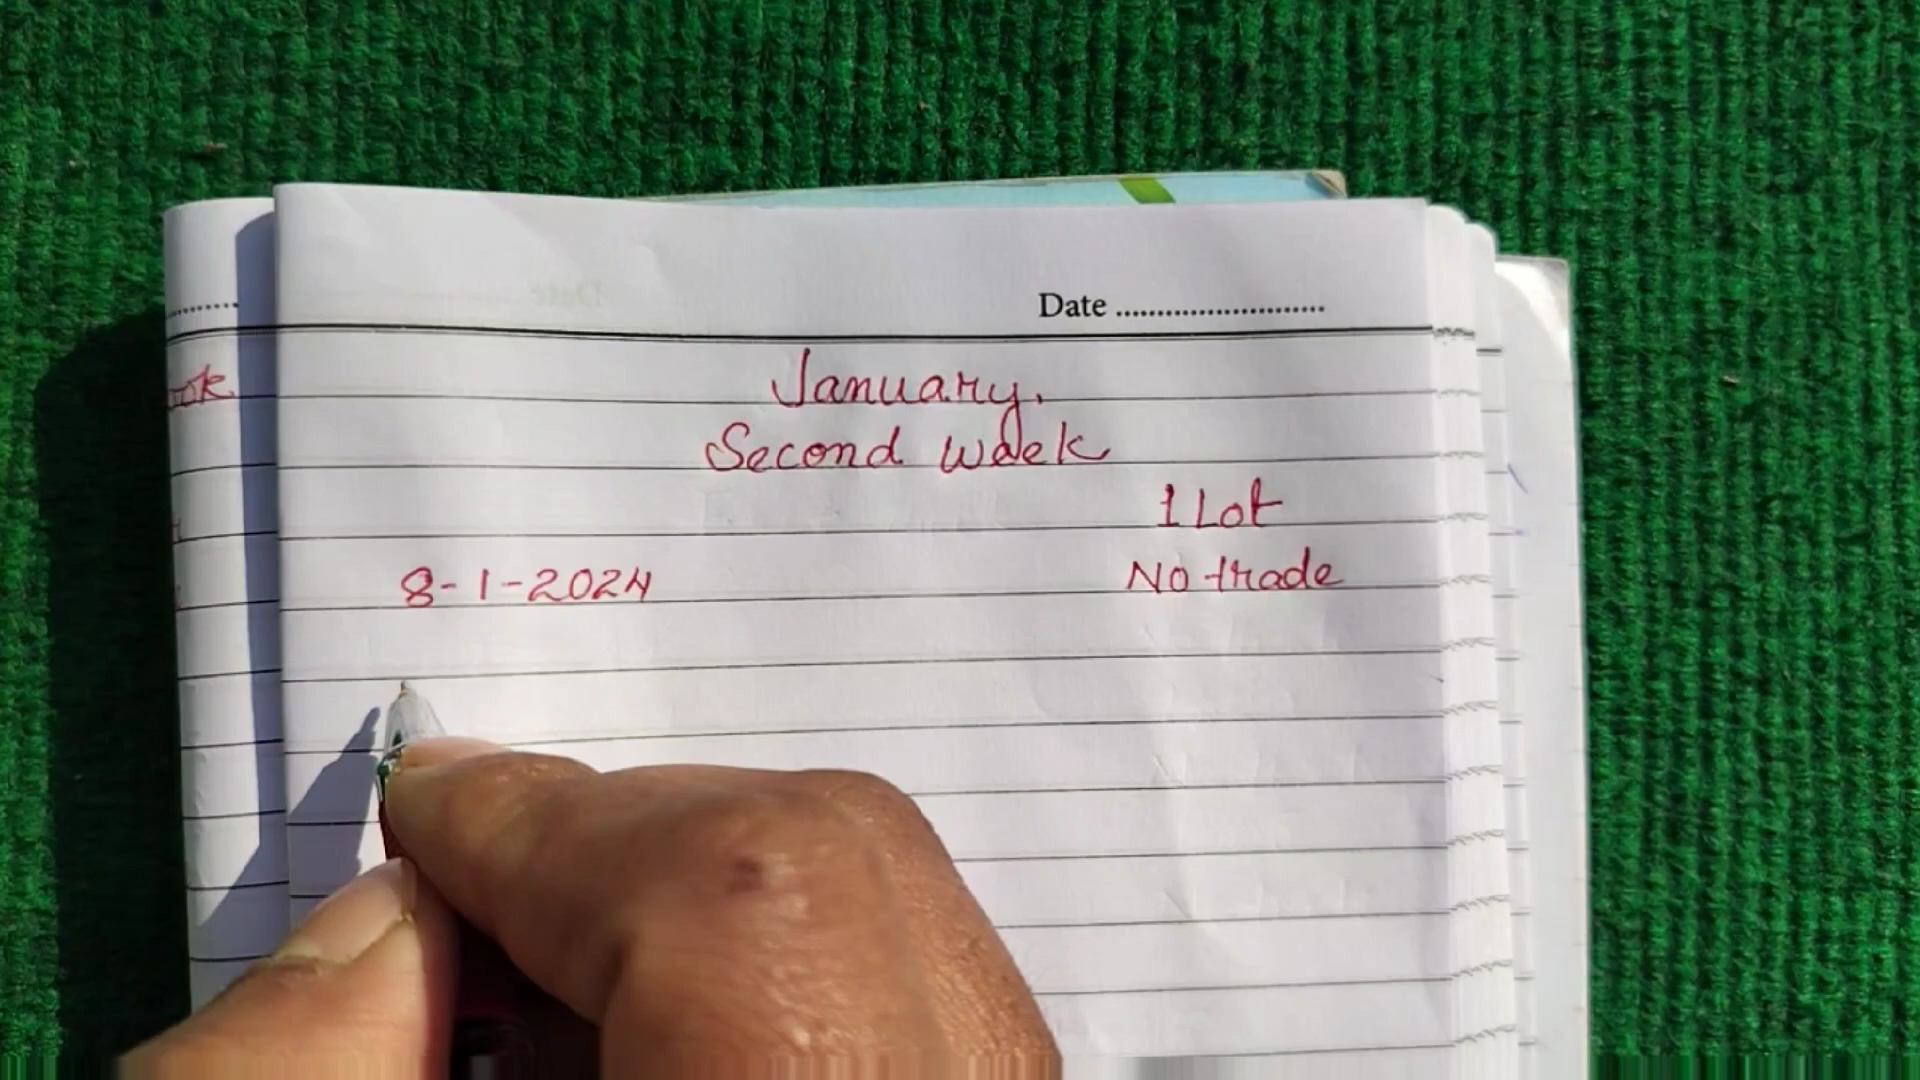 Date ..........................
January.
Second week
1 Lot
8-1-2024 No trade